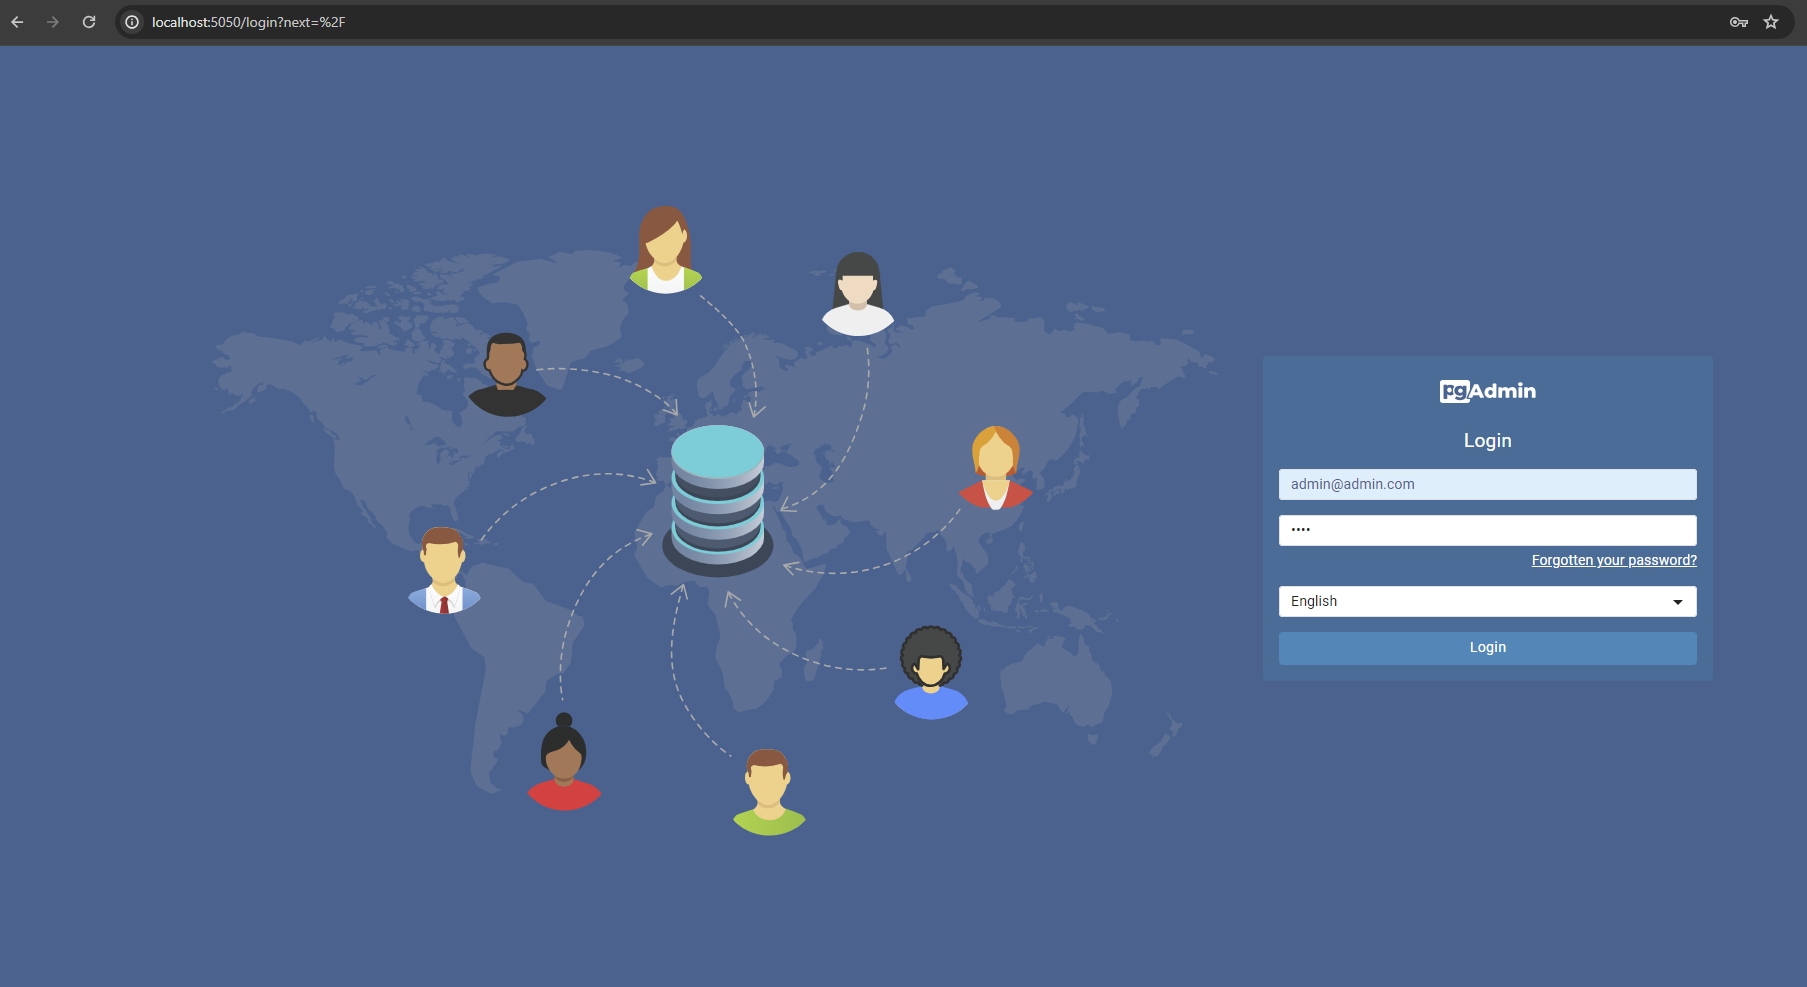 localhost:5050/login?next=%2F
pgAdmin
Login
admin@admin.com
••••
Forgotten your password?
English
Login